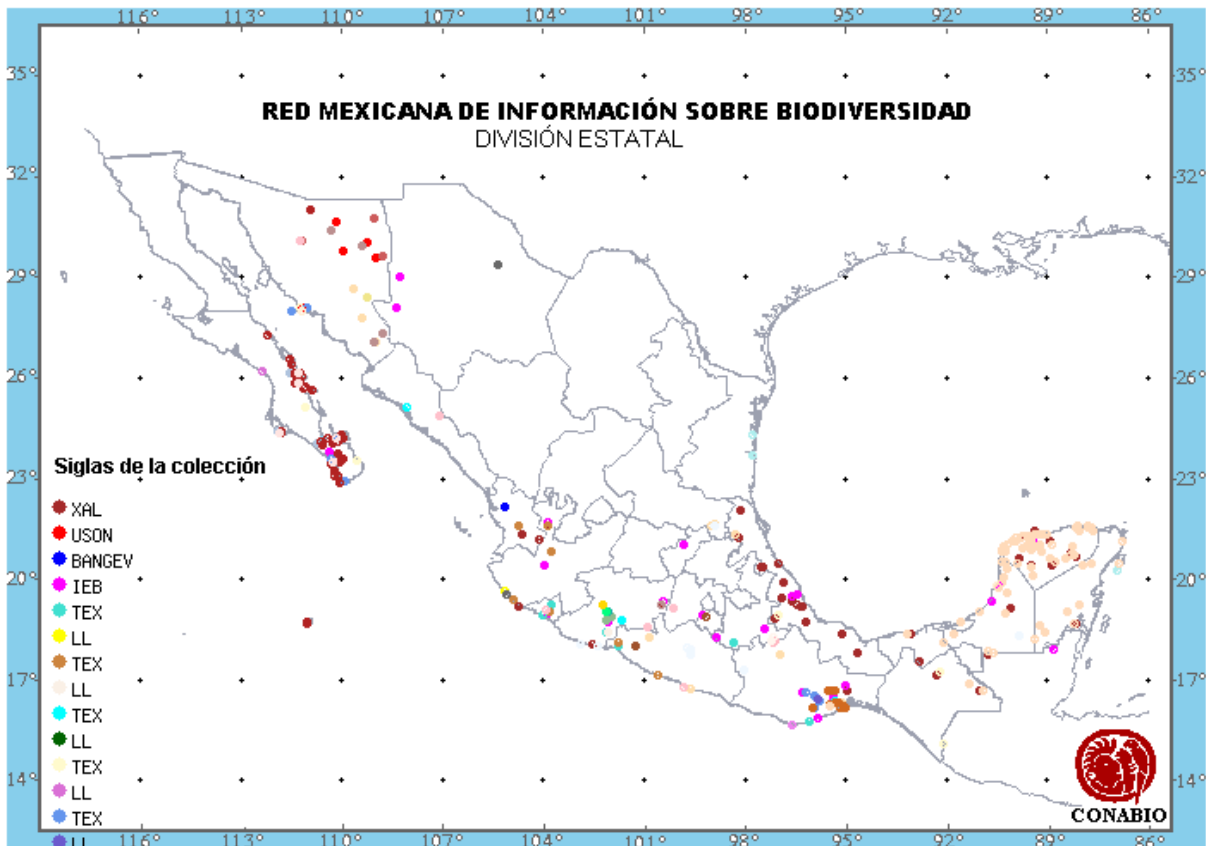 116° 113° 110° 107° 104° 101° 98° 95° 92° 89° 86°
35° 35°
RED MEXICANA DE INFORMACIÓN SOBRE BIODIVERSIDAD
DIVISIÓN ESTATAL
32° 32°
29° 29°
26° 26°
Siglas de la colección
23° 23°
XAL
USON
BANGEV
IEB
20° 20°
TEX
LL
TEX
17° 17°
LL
TEX
LL
TEX
14° 14°
LL
TEX
LL
CONABIO
116° 113° 110° 107° 104° 101° 98° 95° 92° 89° 86°